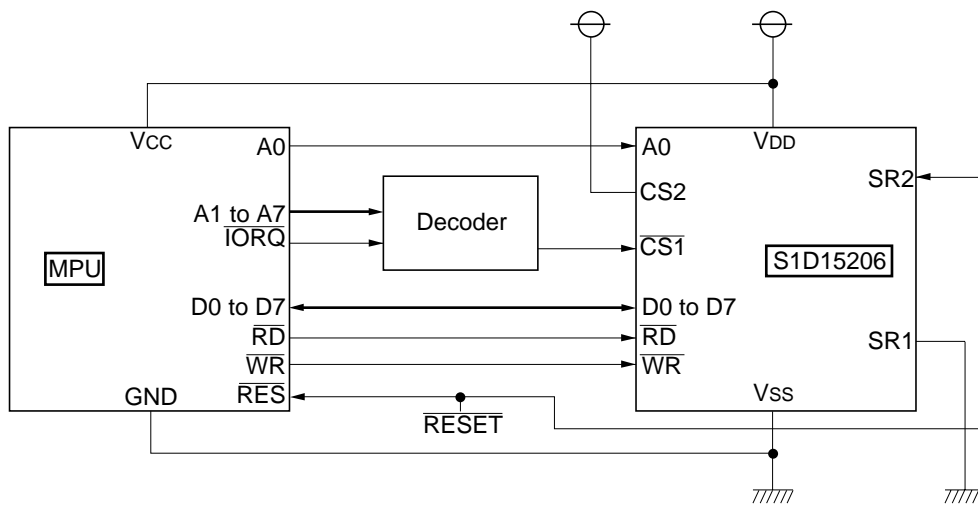 VCC
A0
A1 to A7
IORQ
MPU
D0 to D7
RD
WR
RES
GND
Decoder
RESET
VDD
A0
CS2
CS1
SR2
S1D15206
D0 to D7
RD
WR
SR1
VSS